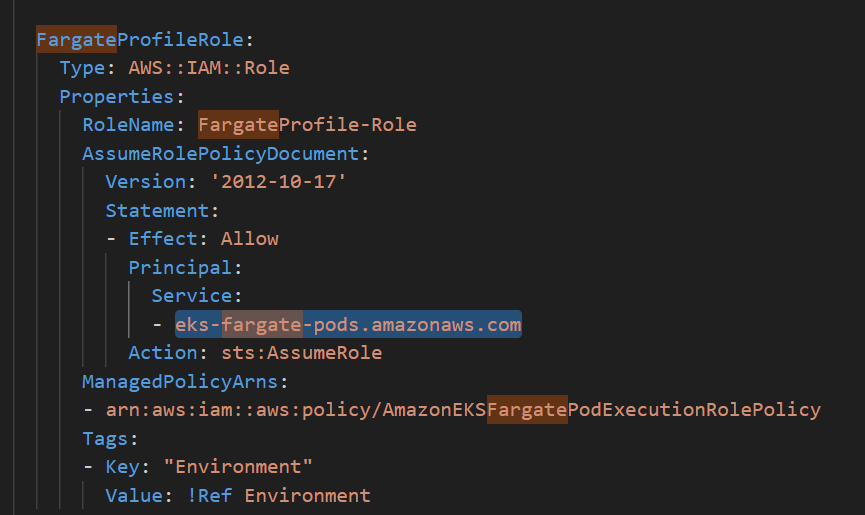 FargateProfileRole:
Type: AWS::IAM::Role
Properties:
RoleName: FargateProfile-Role
AssumeRolePolicyDocument:
Version: '2012-10-17'
Statement:
- Effect: Allow
Principal:
Service:
- eks-fargate-pods.amazonaws.com
Action: sts:AssumeRole
ManagedPolicyArns:
- arn:aws:iam::aws:policy/AmazonEKSFargatePodExecutionRolePolicy
Tags:
- Key: "Environment"
Value: !Ref Environment